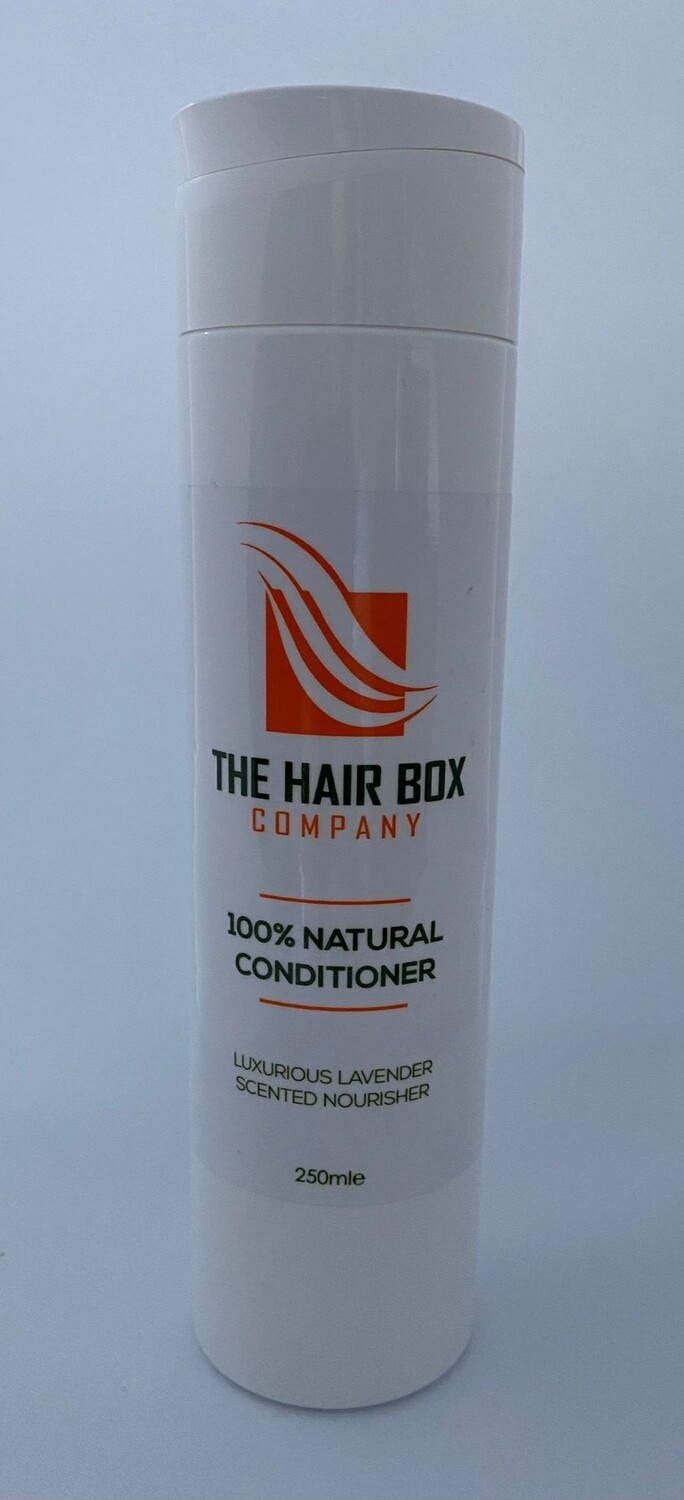 THE HAIR BOX
COMPANY
100% NATURAL
CONDITIONER
LUXURIOUS LAVENDER
SCENTED NOURISHER
250mle